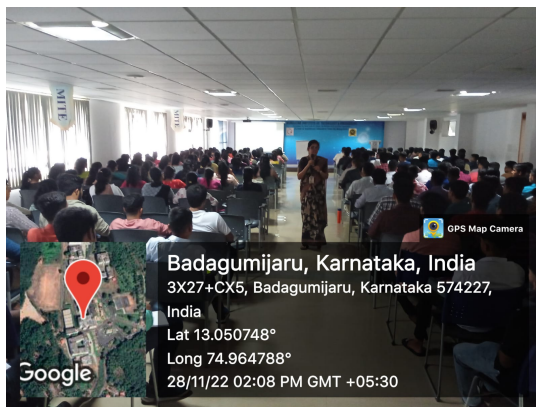 MITE
MITE
GPS Map Camera
Badagumijaru, Karnataka, India
3X27+CX5, Badagumijaru, Karnataka 574227,
India
Lat 13.050748°
Long 74.964788°
28/11/22 02:08 PM GMT +05:30
Google